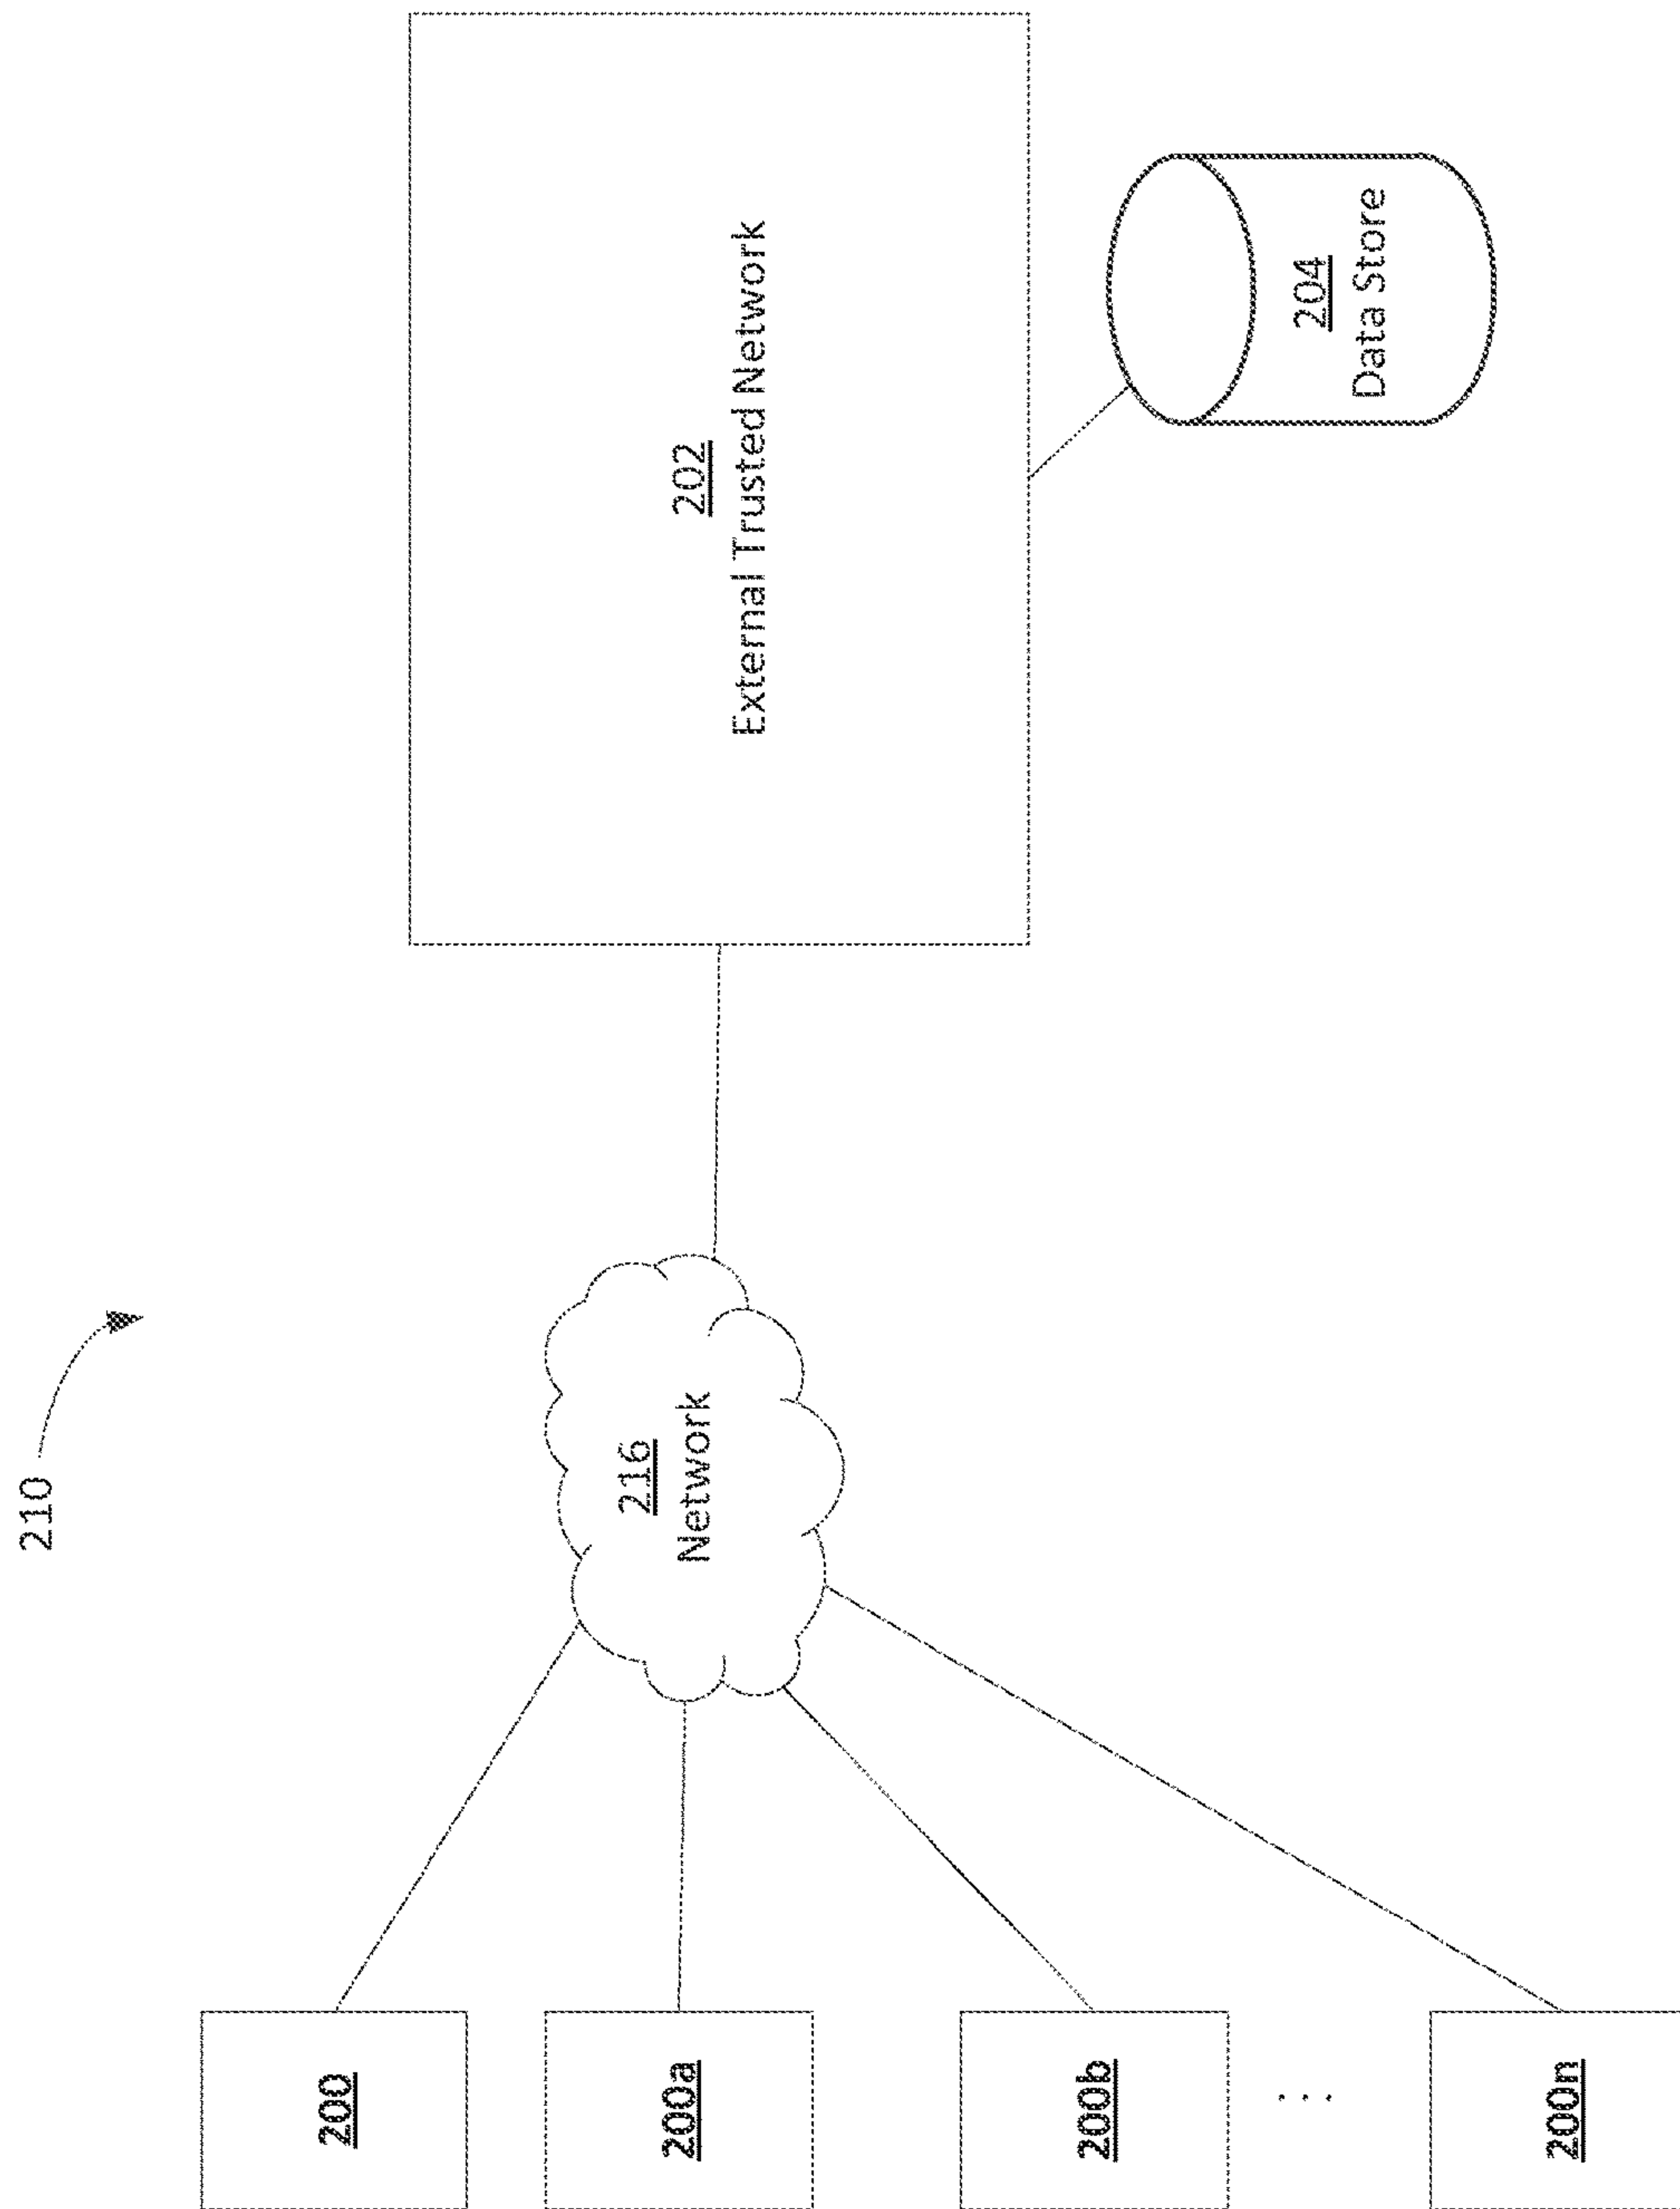 210
200
200a
200b
. . .
200n
216
Network
202
External Trusted Network
204
Data Store